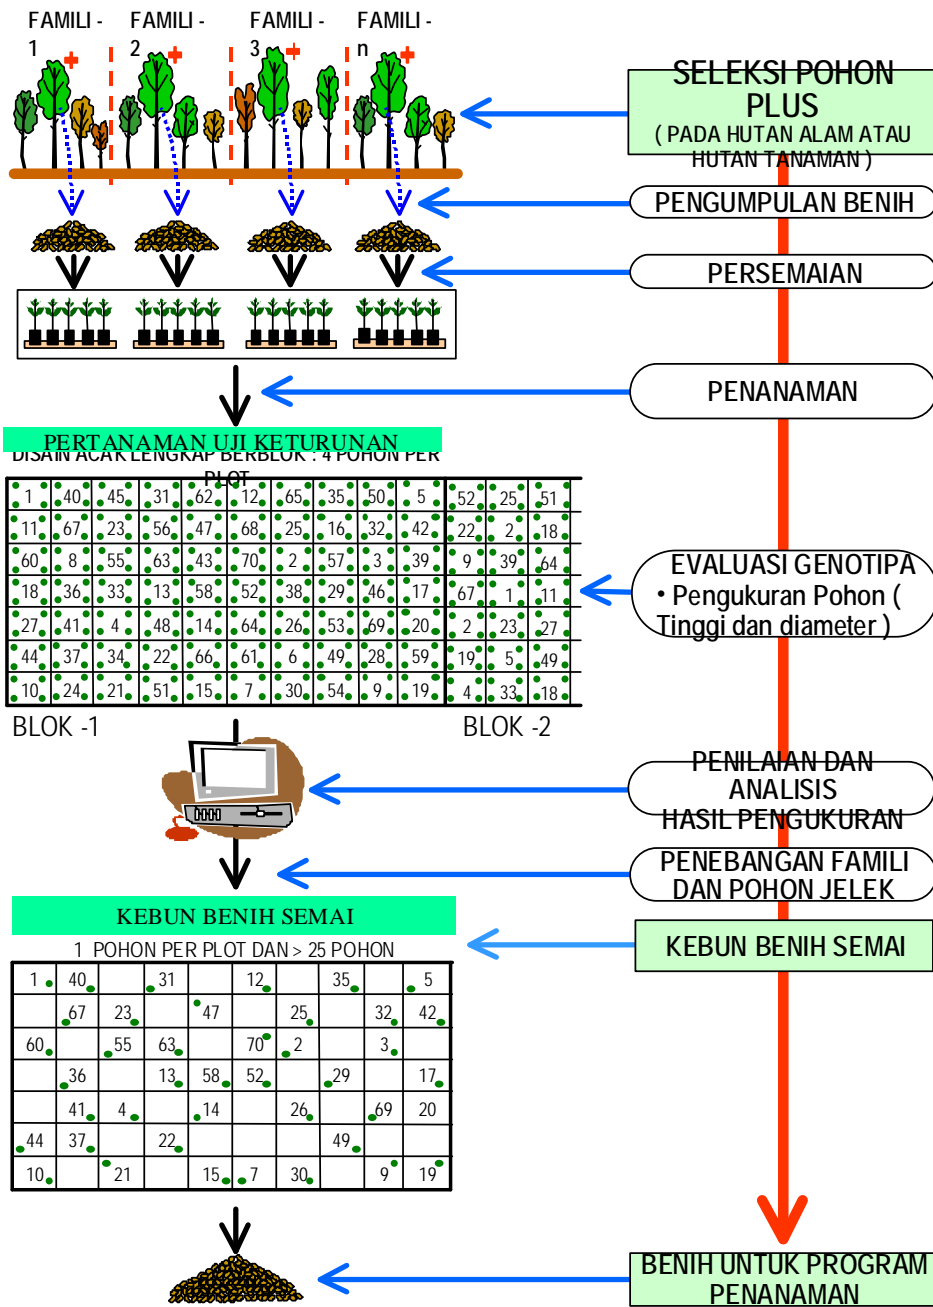 FAMILI - 1
FAMILI - 2
FAMILI - 3
FAMILI - n
SELEKSI POHON
PLUS
( PADA HUTAN ALAM ATAU
HUTAN TANAMAN )
PENGUMPULAN BENIH
PERSEMAIAN
PENANAMAN
PERTANAMAN UJI KETURUNAN
DISAIN ACAK LENGKAP BERBLOK : 4 POHON PER
PLOT
1 40 45 31 62 12 65 35 50 5 52 25 51
11 67 23 56 47 68 25 16 32 42 22 2 18
60 8 55 63 43 70 2 57 3 39 9 39 64
18 36 33 13 58 52 38 29 46 17 67 1 11
27 41 4 48 14 64 26 53 69 20 2 23 27
44 37 34 22 66 61 6 49 28 59 19 5 49
10 24 21 51 15 7 30 54 9 19 4 33 18
BLOK -1
BLOK -2
EVALUASI GENOTIPA
• Pengukuran Pohon (
Tinggi dan diameter )
PENILAIAN DAN
ANALISIS
HASIL PENGUKURAN
PENEBANGAN FAMILI
DAN POHON JELEK
KEBUN BENIH SEMAI
1 POHON PER PLOT DAN > 25 POHON
KEBUN BENIH SEMAI
1 40 31 12 35 5
67 23 47 25 32 42
60 55 63 70 2 3
36 13 58 52 29 17
41 4 14 26 69 20
44 37 22 49
10 21 15 7 30 9 19
BENIH UNTUK PROGRAM
PENANAMAN